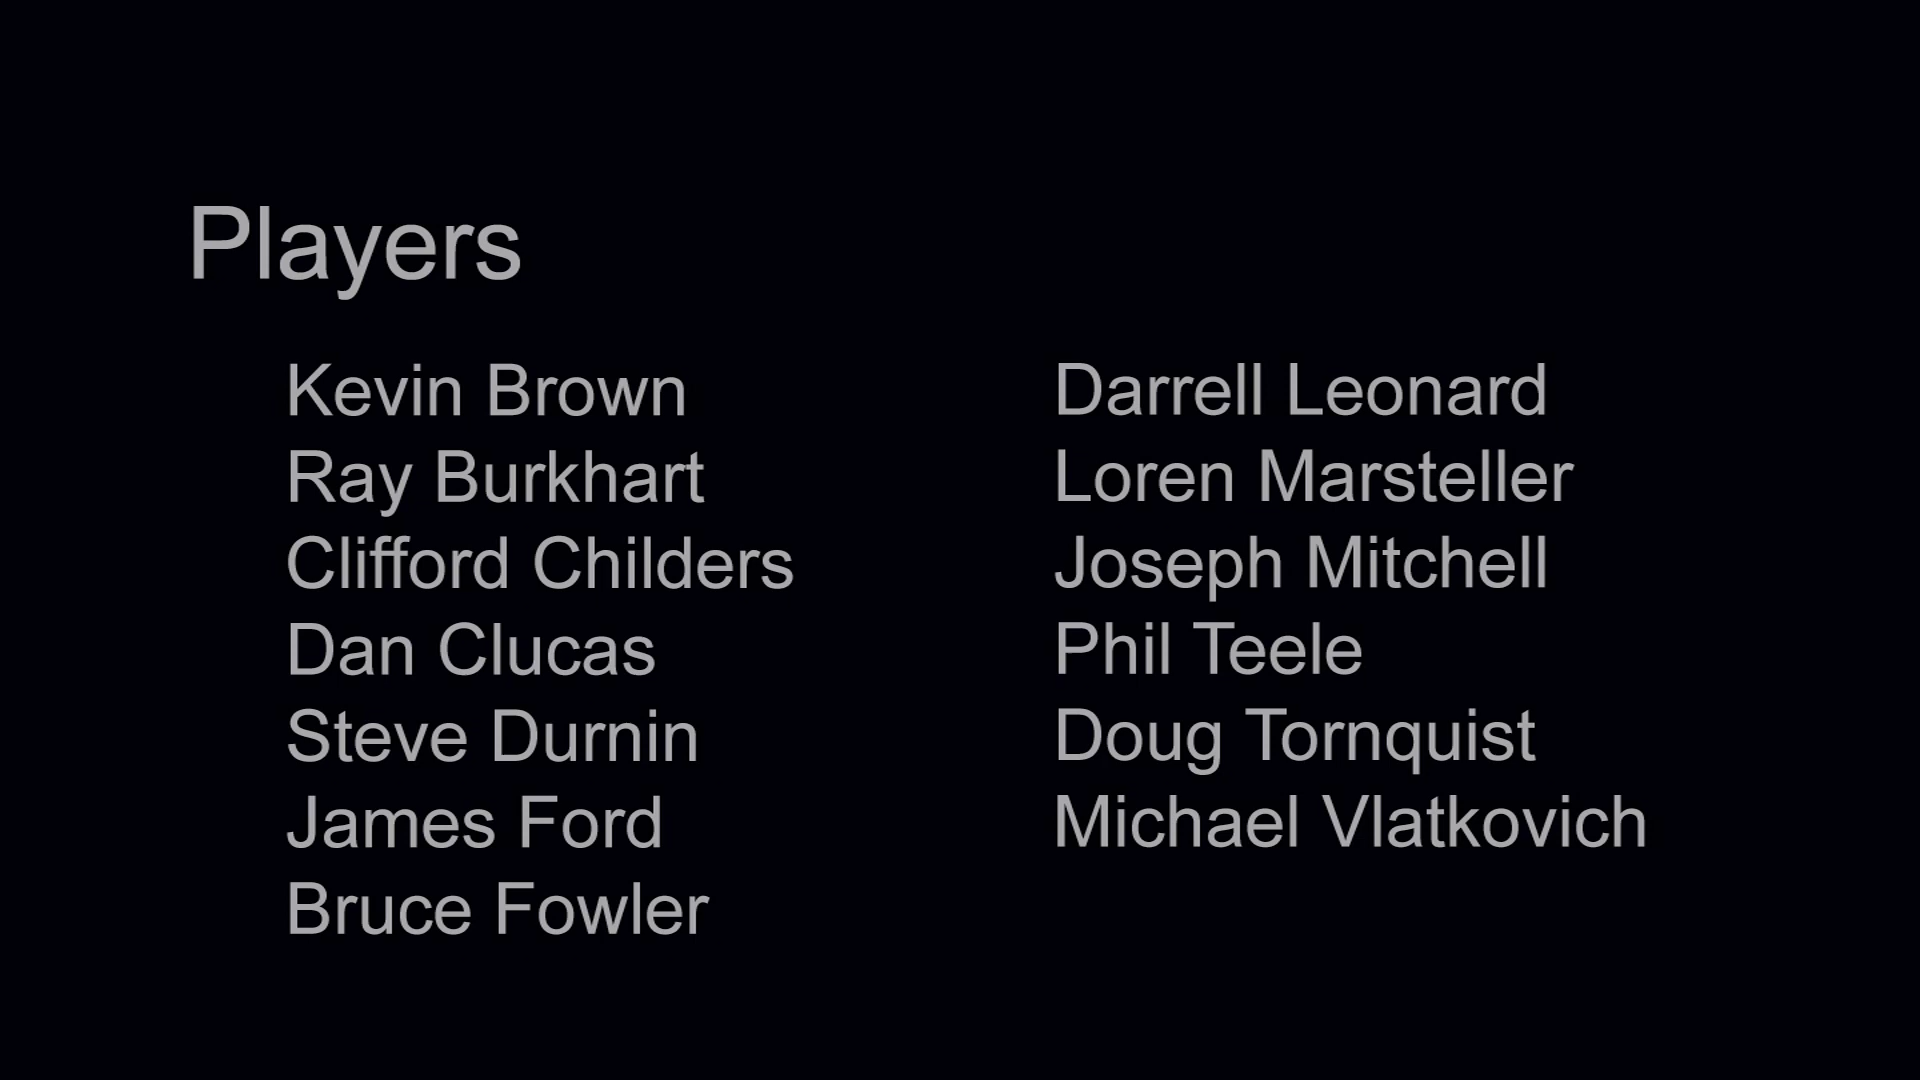 Players
Kevin Brown
Ray Burkhart
Clifford Childers
Dan Clucas
Steve Durnin
James Ford
Bruce Fowler
Darrell Leonard
Loren Marsteller
Joseph Mitchell
Phil Teele
Doug Tornquist
Michael Vlatkovich